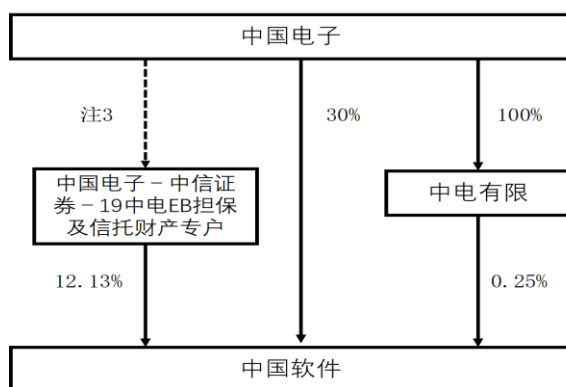 中国电子
注3
30%
100%
中国电子－中信证
券－19中电EB担保
及信托财产专户
中电有限
12.13%
0.25%
中国软件